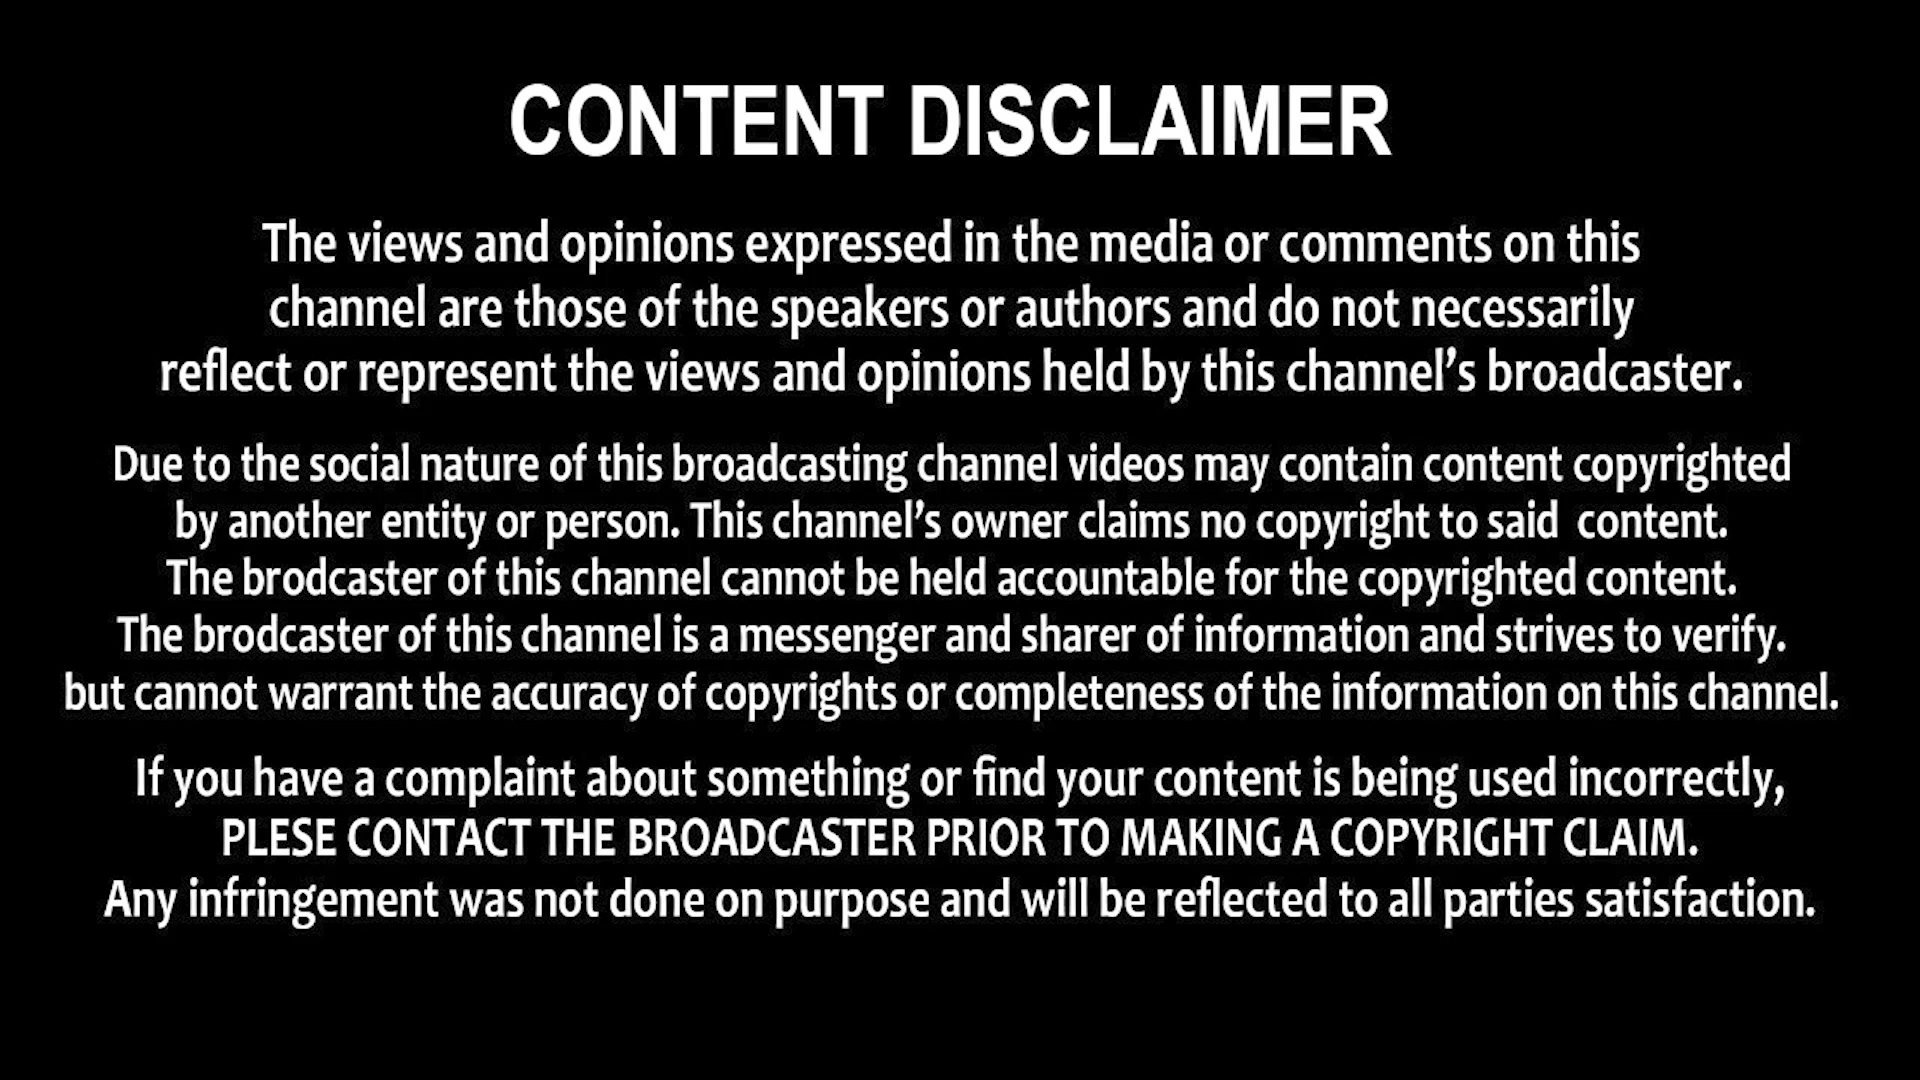 CONTENT DISCLAIMER
The views and opinions expressed in the media or comments on this
channel are those of the speakers or authors and do not necessarily
reflect or represent the views and opinions held by this channel’s broadcaster.
Due to the social nature of this broadcasting channel videos may contain content copyrighted
by another entity or person. This channel’s owner claims no copyright to said  content.
The brodcaster of this channel cannot be held accountable for the copyrighted content.
The brodcaster of this channel is a messenger and sharer of information and strives to verify.
but cannot warrant the accuracy of copyrights or completeness of the information on this channel.
If you have a complaint about something or find your content is being used incorrectly,
PLESE CONTACT THE BROADCASTER PRIOR TO MAKING A COPYRIGHT CLAIM.
Any infringement was not done on purpose and will be reflected to all parties satisfaction.